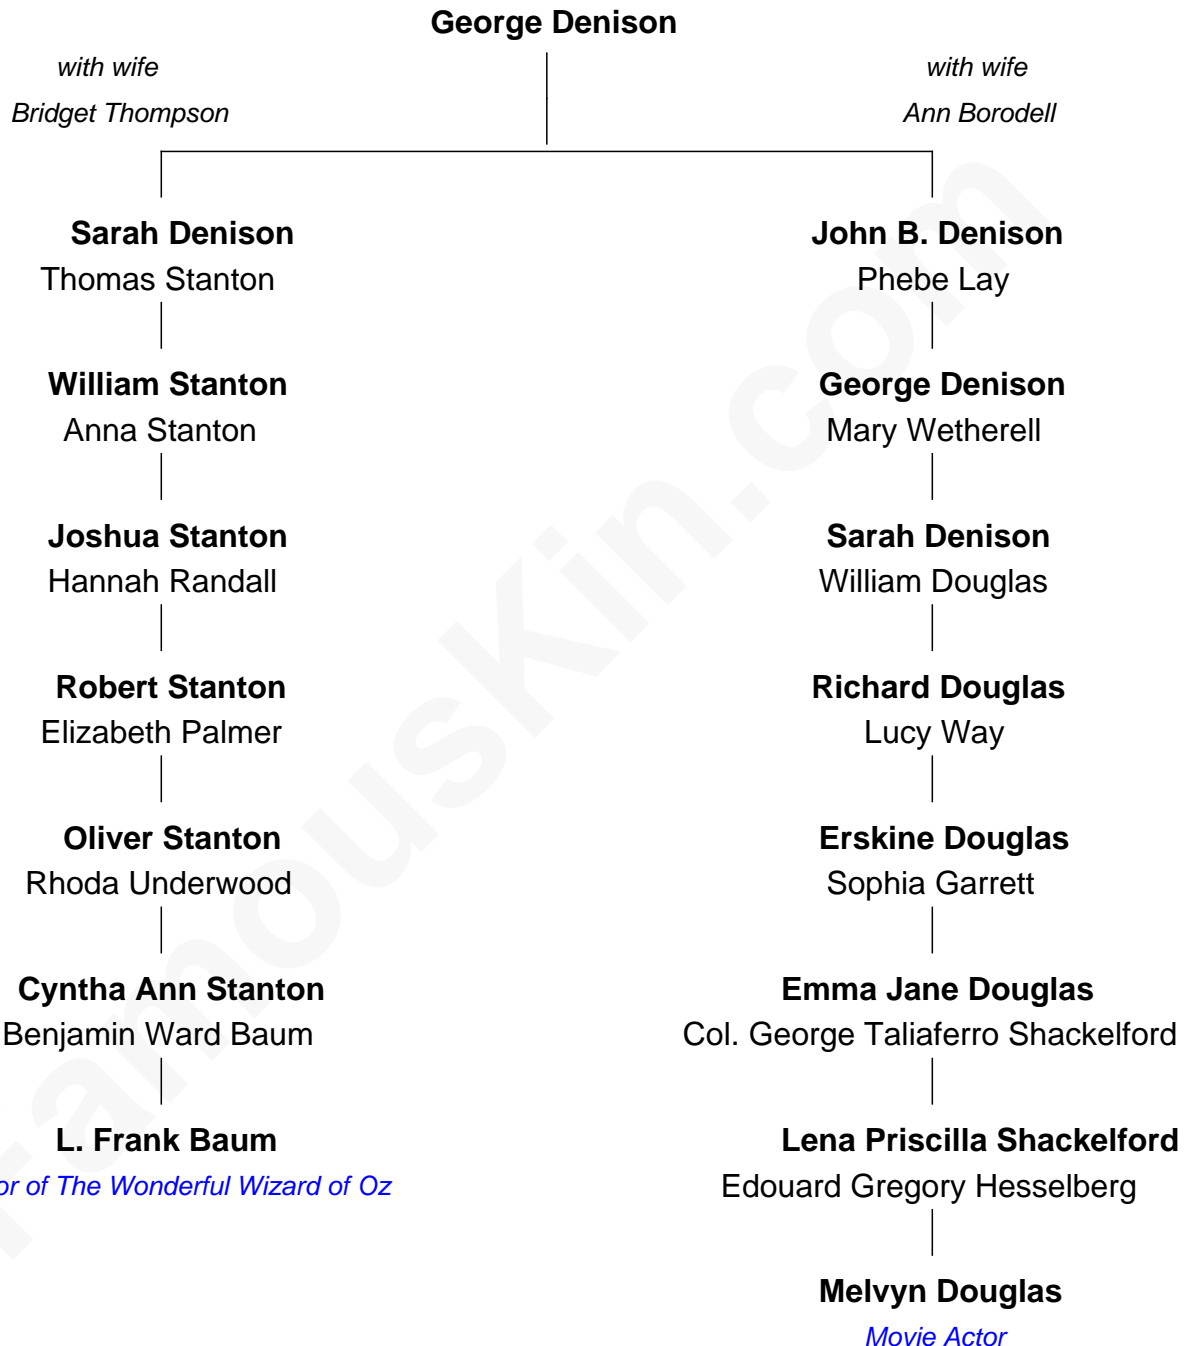 George Denison
with wife
Bridget Thompson
with wife
Ann Borodell
Sarah Denison
Thomas Stanton
John B. Denison
Phebe Lay
William Stanton
Anna Stanton
George Denison
Mary Wetherell
Joshua Stanton
Hannah Randall
Sarah Denison
William Douglas
Robert Stanton
Elizabeth Palmer
Richard Douglas
Lucy Way
Oliver Stanton
Rhoda Underwood
Erskine Douglas
Sophia Garrett
Cyntha Ann Stanton
Benjamin Ward Baum
Emma Jane Douglas
Col. George Taliaferro Shackelford
L. Frank Baum
or of The Wonderful Wizard of Oz
Lena Priscilla Shackelford
Edouard Gregory Hesselberg
Melvyn Douglas
Movie Actor
FamousKin.com